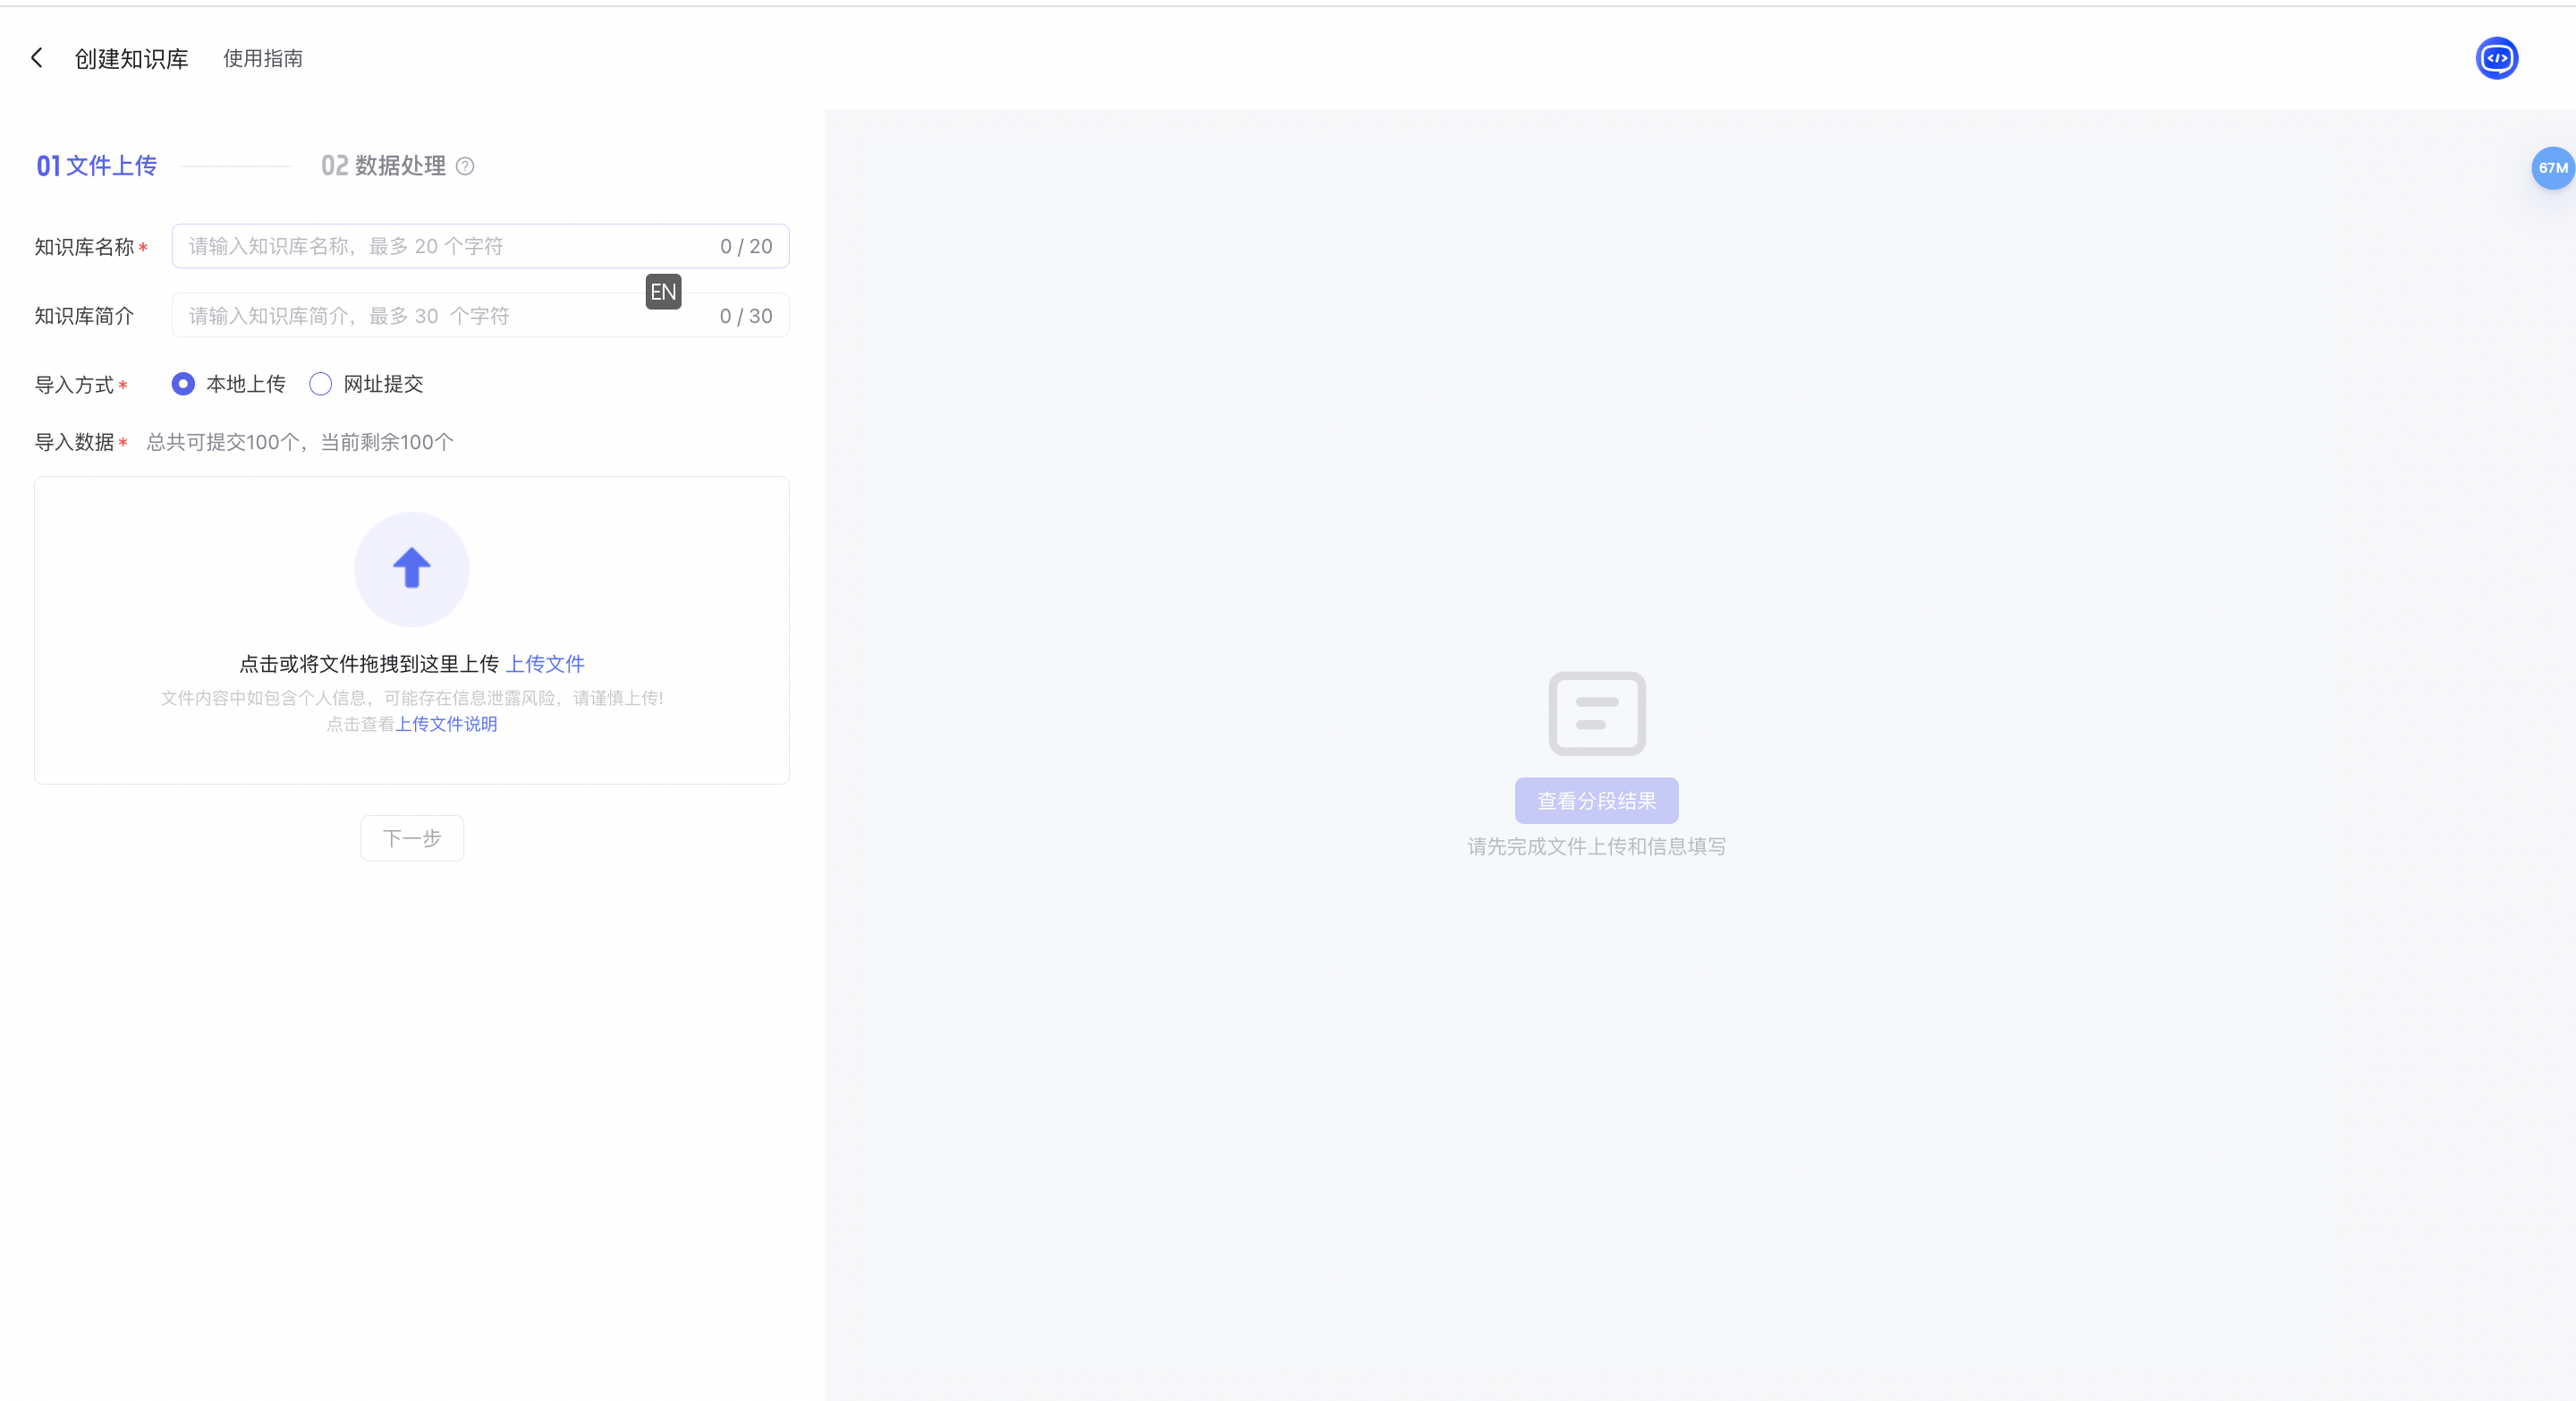 创建知识库 使用指南
</>
67M
01 文件上传 02 数据处理 ?
知识库名称* 请输入知识库名称，最多 20 个字符 0 / 20
EN
知识库简介 请输入知识库简介，最多 30 个字符 0 / 30
导入方式* 本地上传 网址提交
导入数据* 总共可提交100个，当前剩余100个
点击或将文件拖拽到这里上传 上传文件
文件内容中如包含个人信息，可能存在信息泄露风险，请谨慎上传!
点击查看上传文件说明
下一步
查看分段结果
请先完成文件上传和信息填写